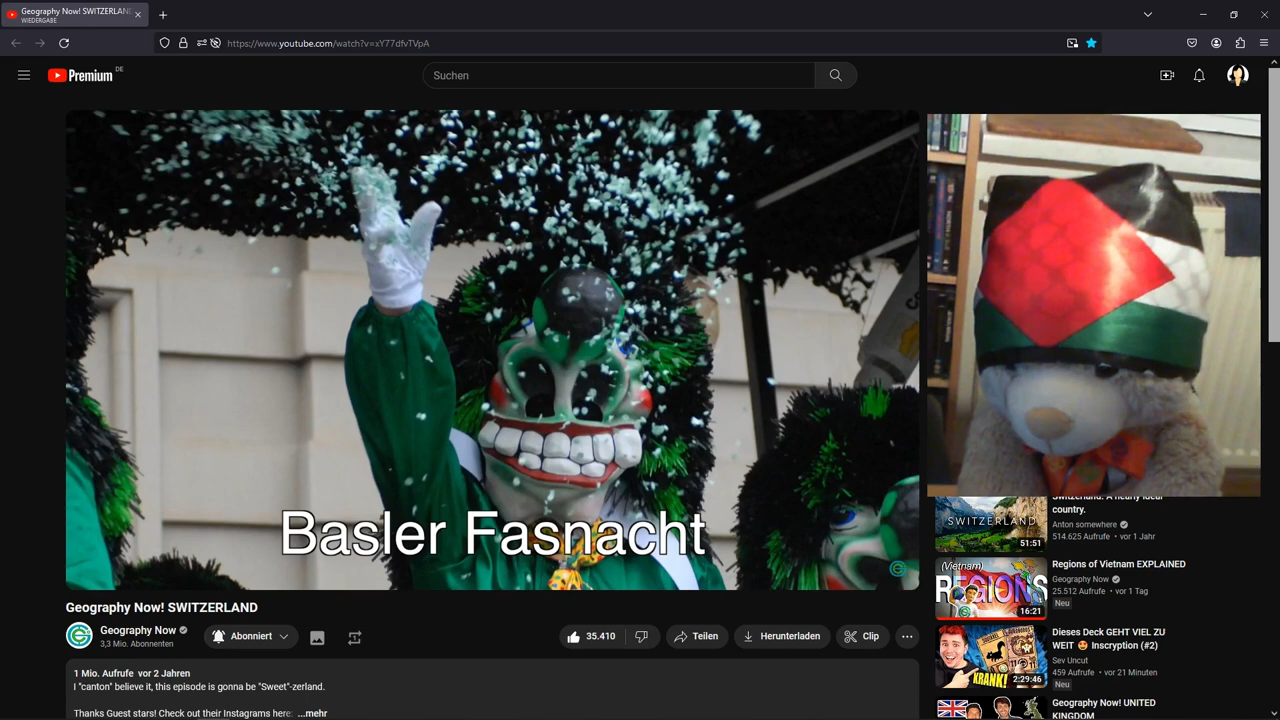 Geography Now! SWITZERLAND
WIEDERGABE
https://www.youtube.com/watch?v=xY77dfvTVpA
Premium DE
Suchen
Basler Fasnacht
Geography Now! SWITZERLAND
Geography Now
3,3 Mio. Abonnenten
Abonniert
35.410
Teilen
Herunterladen
Clip
1 Mio. Aufrufe vor 2 Jahren
I "canton" believe it, this episode is gonna be "Sweet"-zerland.
Thanks Guest stars! Check out their Instagrams here: ...mehr
Switzerland. A nearly ideal
country.
Anton somewhere
514.625 Aufrufe • vor 1 Jahr
SWITZERLAND
51:51
Regions of Vietnam EXPLAINED
Geography Now
25.512 Aufrufe • vor 1 Tag
Neu
(Vietnam)
REGIONS
16:21
Dieses Deck GEHT VIEL ZU
WEIT 🤩 Inscryption (#2)
Sev Uncut
459 Aufrufe • vor 21 Minuten
Neu
KRANK!
2:29:46
Geography Now! UNITED
KINGDOM